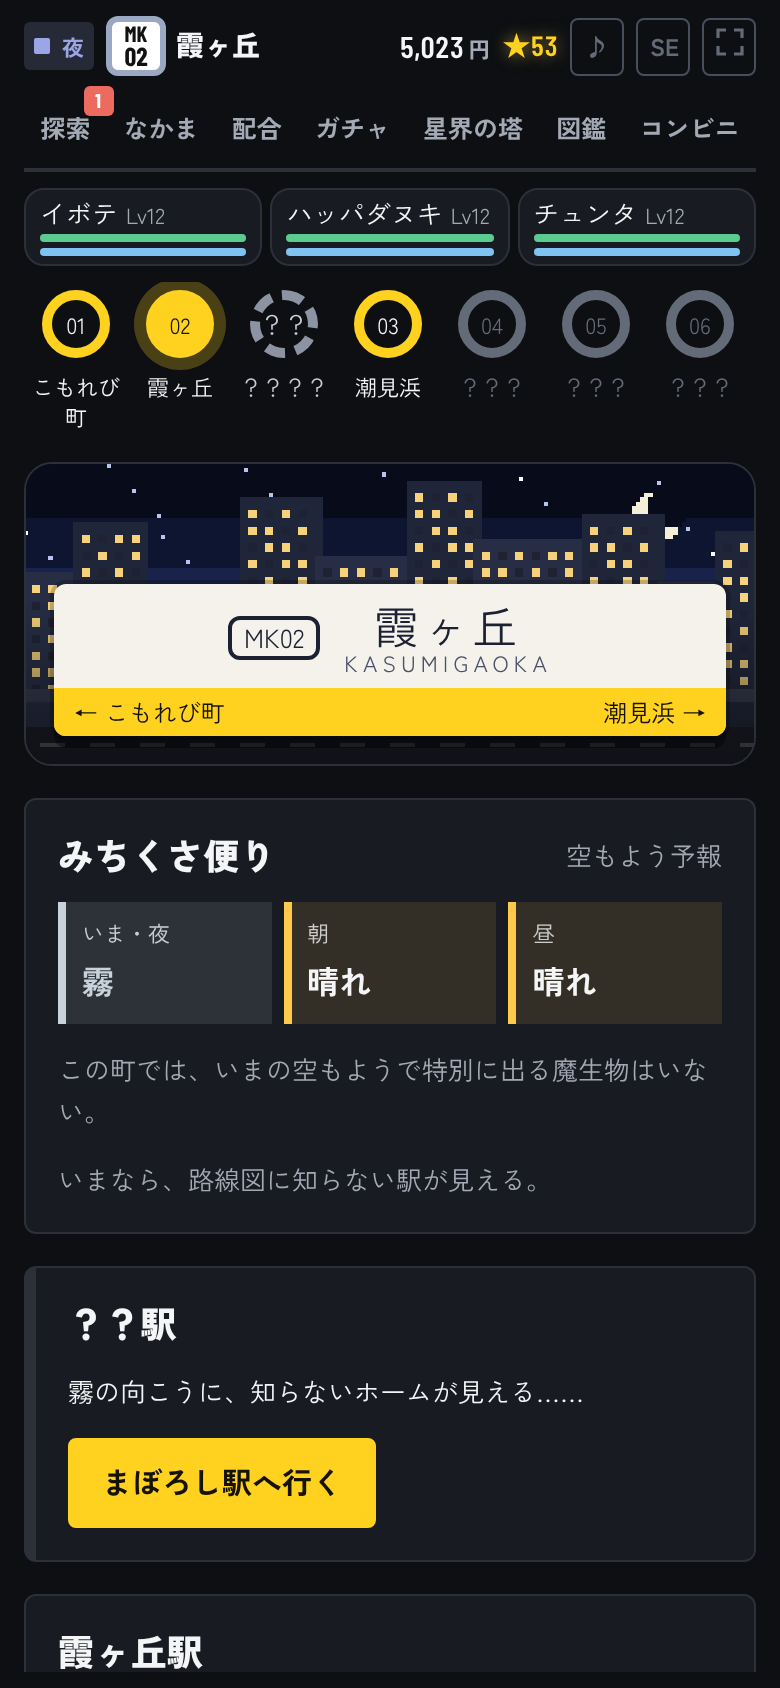 夜 MK 02 霞ヶ丘 5,023 円 ★53 ♪ SE
1
探索 なかま 配合 ガチャ 星界の塔 図鑑 コンビニ
イボテ Lv12 ハッパダヌキ Lv12 チュンタ Lv12
01 02 ？？ 03 04 05 06
こもれび町 霞ヶ丘 ？？？？ 潮見浜 ？？？ ？？？ ？？？
MK02 霞ヶ丘
KASUMIGAOKA
← こもれび町 潮見浜 →
みちくさ便り 空もよう予報
いま・夜 朝 昼
霧 晴れ 晴れ
この町では、いまの空もようで特別に出る魔生物はいな
い。
いまなら、路線図に知らない駅が見える。
？？駅
霧の向こうに、知らないホームが見える……
まぼろし駅へ行く
霞ヶ丘駅